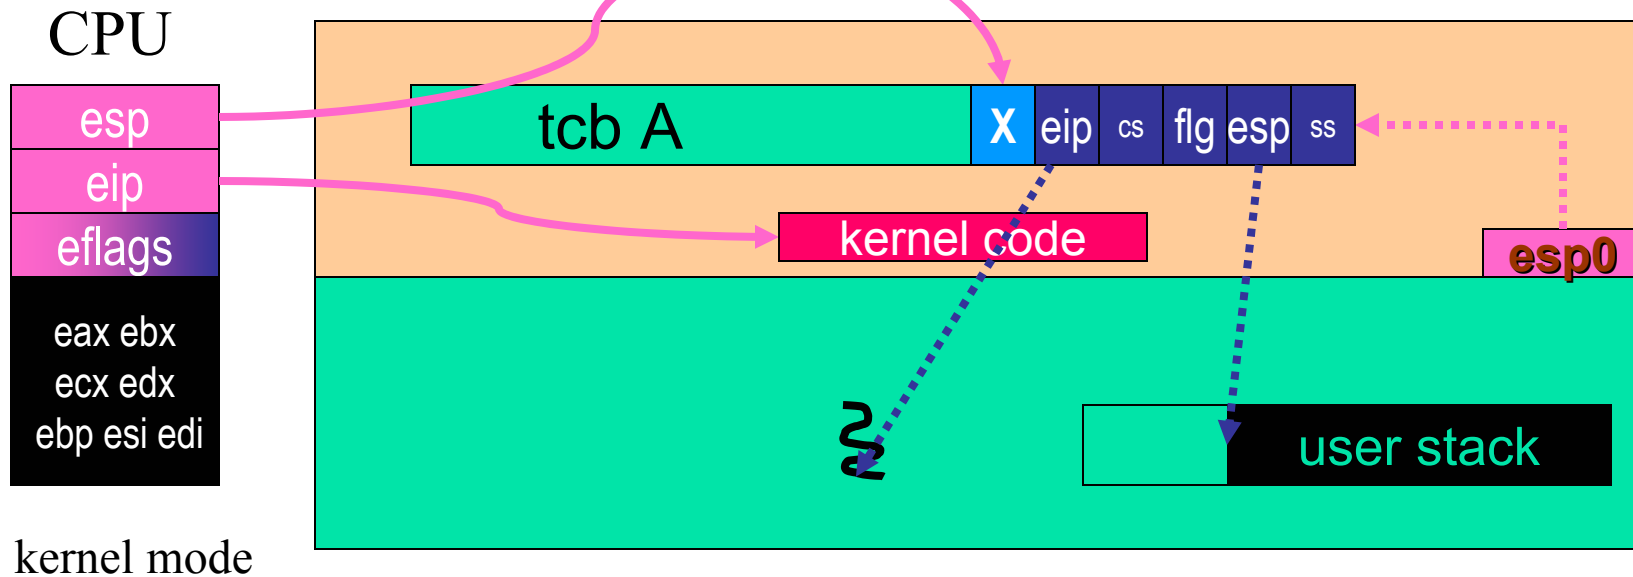 CPU
esp
eip
eflags
eax ebx
ecx edx
ebp esi edi
kernel mode
tcb A
X
eip
cs
flg
esp
ss
kernel code
esp0
user stack